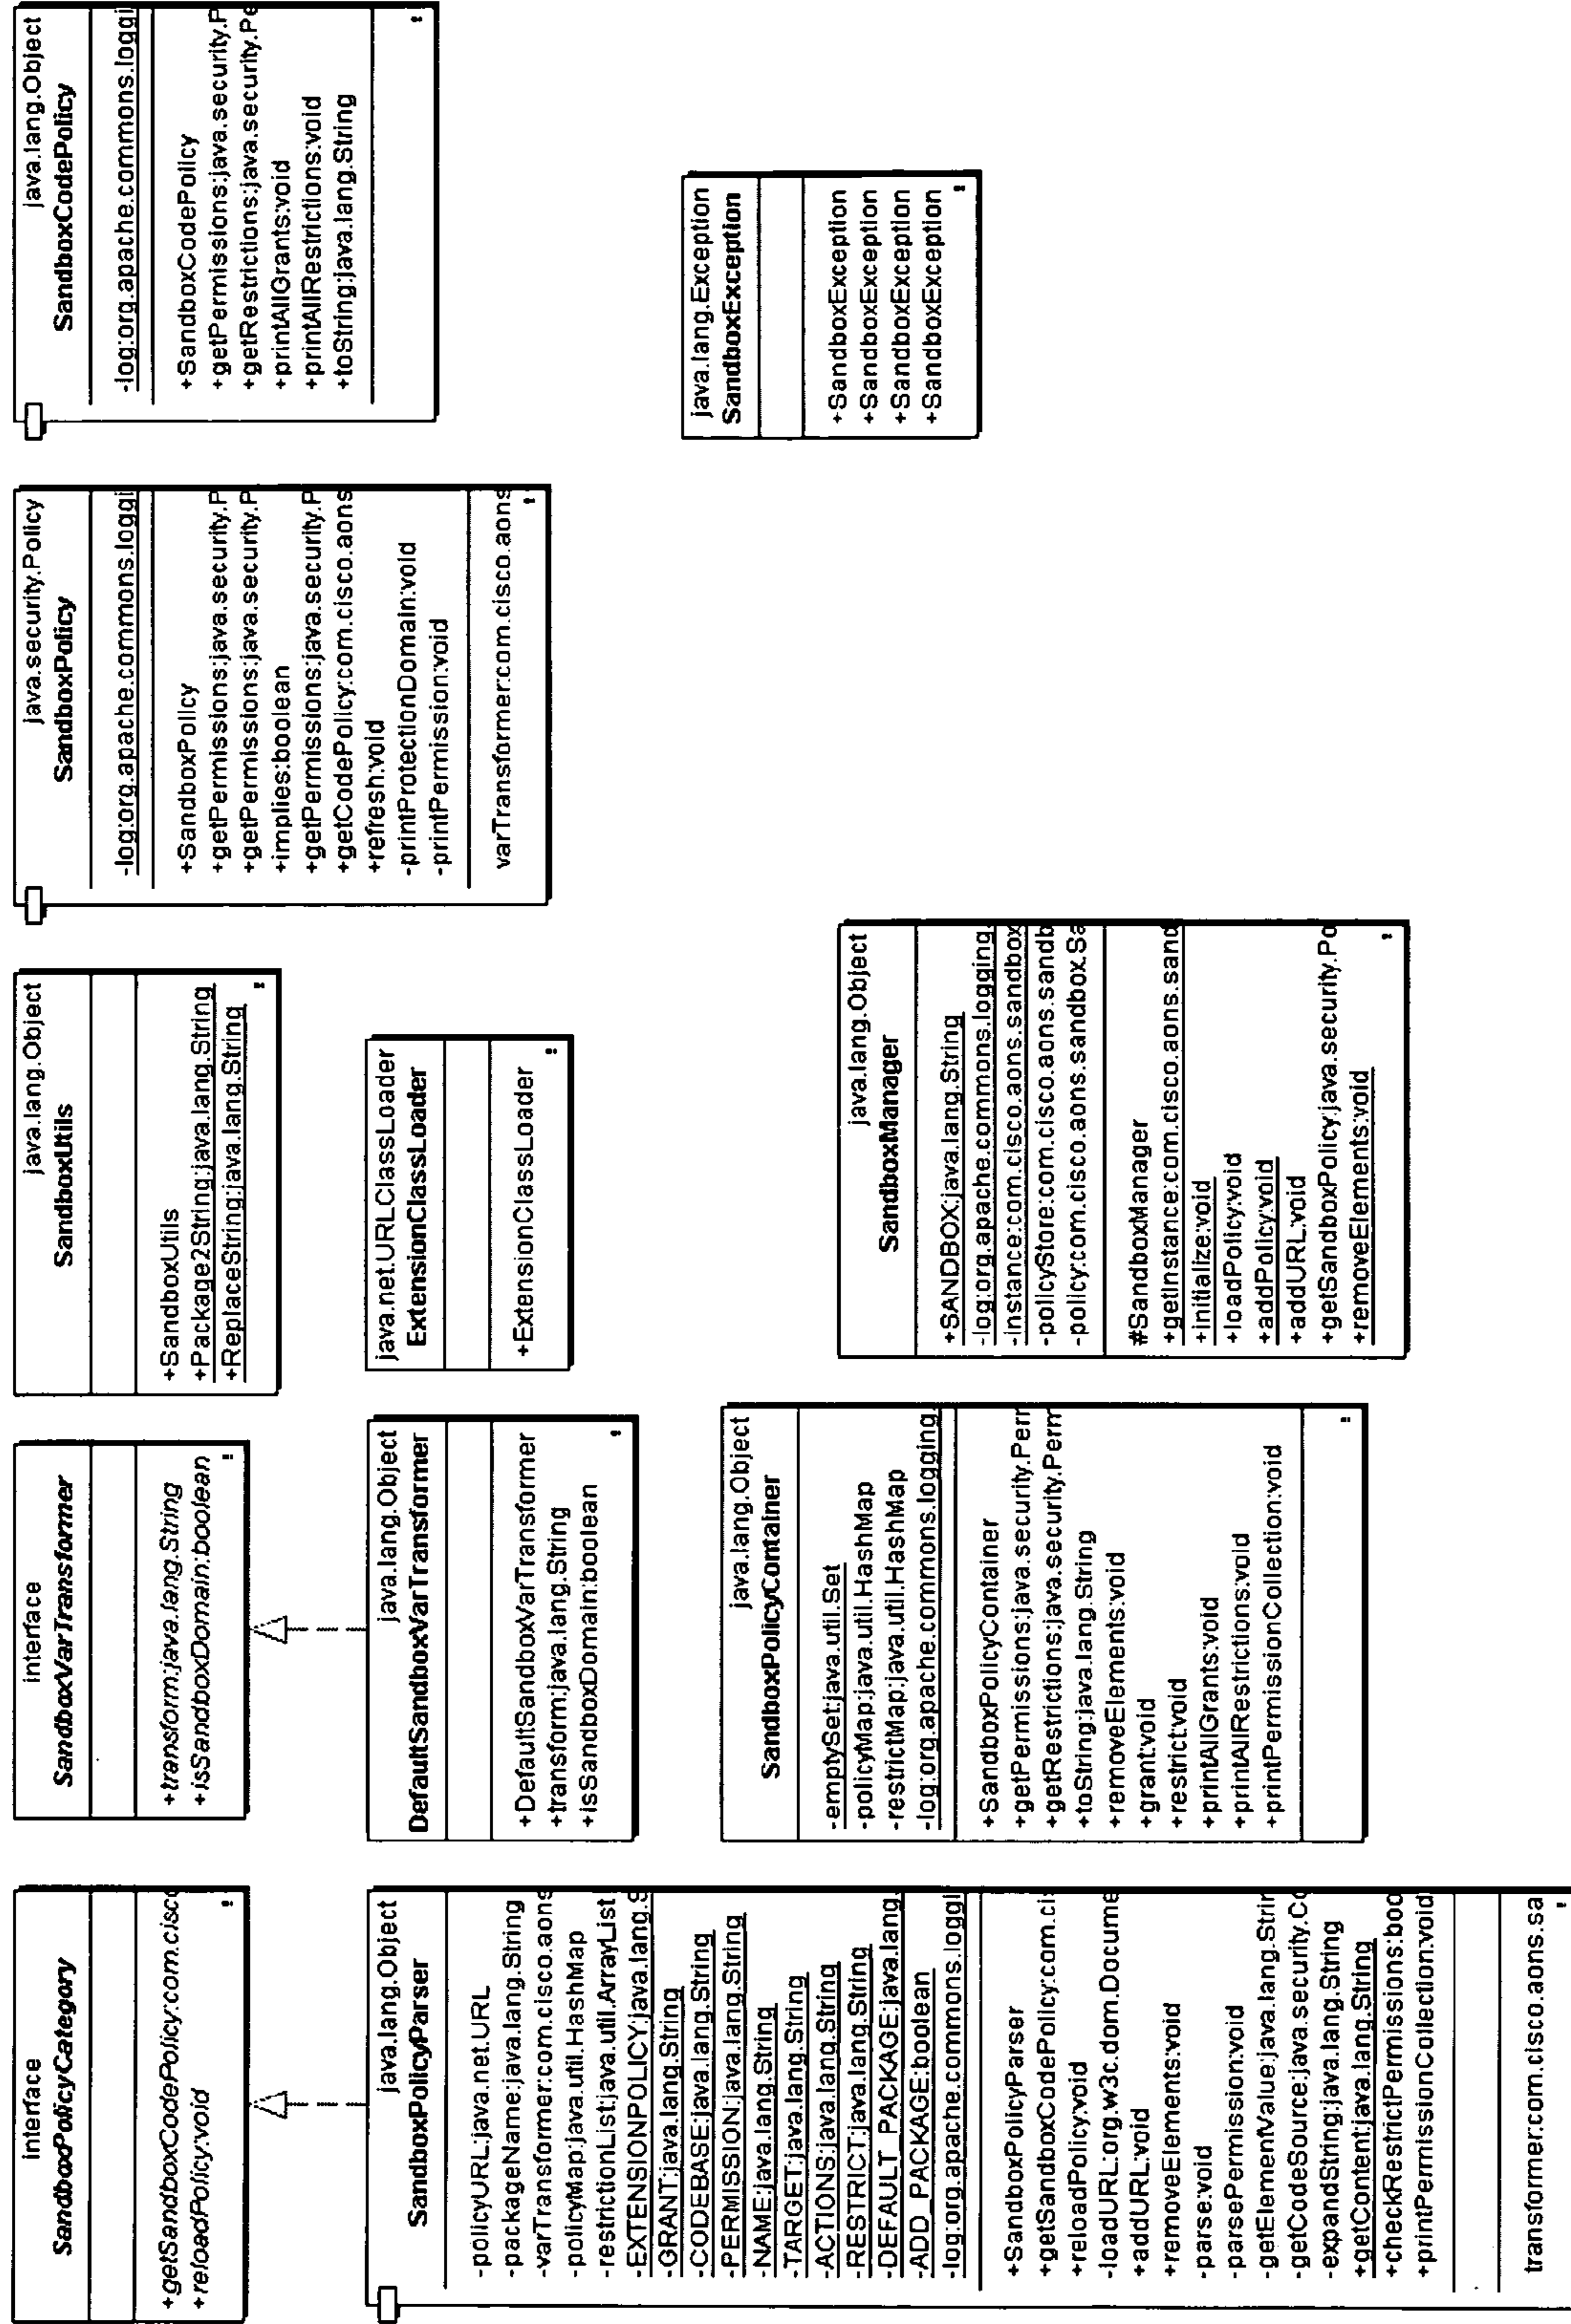 interface
SandboxPolicyCategory
+getSandboxCodePolicy:com.cisco
+reloadPolicy:void
interface
SandboxVarTransformer
+transform:java.lang.String
+isSandboxDomain:boolean
java.lang.Object
SandboxUtils
+SandboxUtils
+Package2String:java.lang.String
+ReplaceString:java.lang.String
java.security.Policy
SandboxPolicy
-log:org.apache.commons.loggi
+SandboxPolicy
+getPermissions:java.security.P
+getPermissions:java.security.P
+implies:boolean
+getPermissions:java.security.P
+getCodePolicy:com.cisco.aons
+refresh:void
-printProtectionDomain:void
-printPermission:void
varTransformer:com.cisco.aons
java.lang.Object
SandboxCodePolicy
-log:org.apache.commons.loggi
+SandboxCodePolicy
+getPermissions:java.security.P
+getRestrictions:java.security.Pe
+printAllGrants:void
+printAllRestrictions:void
+toString:java.lang.String
java.lang.Object
SandboxPolicyParser
-policyURL:java.net.URL
-packageName:java.lang.String
-varTransformer:com.cisco.aons
-policyMap:java.util.HashMap
-restrictionList:java.util.ArrayList
-EXTENSIONPOLICY:java.lang.S
-GRANT:java.lang.String
-CODEBASE:java.lang.String
-PERMISSION:java.lang.String
-NAME:java.lang.String
-TARGET:java.lang.String
-ACTIONS:java.lang.String
-RESTRICT:java.lang.String
-DEFAULT_PACKAGE:java.lang.
-ADD_PACKAGE:boolean
-log:org.apache.commons.loggi
+SandboxPolicyParser
+getSandboxCodePolicy:com.ci
+reloadPolicy:void
-loadURL:org.w3c.dom.Docume
+addURL:void
+removeElements:void
-parse:void
-parsePermission:void
-getElementValue:java.lang.Strin
-getCodeSource:java.security.Co
-expandString:java.lang.String
+getContent:java.lang.String
+checkRestrictPermissions:boo
+printPermissionCollection:void
transformer:com.cisco.aons.sa
java.lang.Object
DefaultSandboxVarTransformer
+DefaultSandboxVarTransformer
+transform:java.lang.String
+isSandboxDomain:boolean
java.net.URLClassLoader
ExtensionClassLoader
+ExtensionClassLoader
java.lang.Exception
SandboxException
+SandboxException
+SandboxException
+SandboxException
+SandboxException
java.lang.Object
SandboxPolicyContainer
-emptySet:java.util.Set
-policyMap:java.util.HashMap
-restrictMap:java.util.HashMap
-log:org.apache.commons.logging.
+SandboxPolicyContainer
+getPermissions:java.security.Perm
+getRestrictions:java.security.Perm
+toString:java.lang.String
+removeElements:void
+grant:void
+restrict:void
+printAllGrants:void
+printAllRestrictions:void
+printPermissionCollection:void
java.lang.Object
SandboxManager
+SANDBOX:java.lang.String
-log:org.apache.commons.logging.
-instance:com.cisco.aons.sandbox
-policyStore:com.cisco.aons.sandb
-policy:com.cisco.aons.sandbox.Sa
#SandboxManager
+getInstance:com.cisco.aons.sand
+initialize:void
+loadPolicy:void
+addPolicy:void
+addURL:void
+getSandboxPolicy:java.security.Po
+removeElements:void